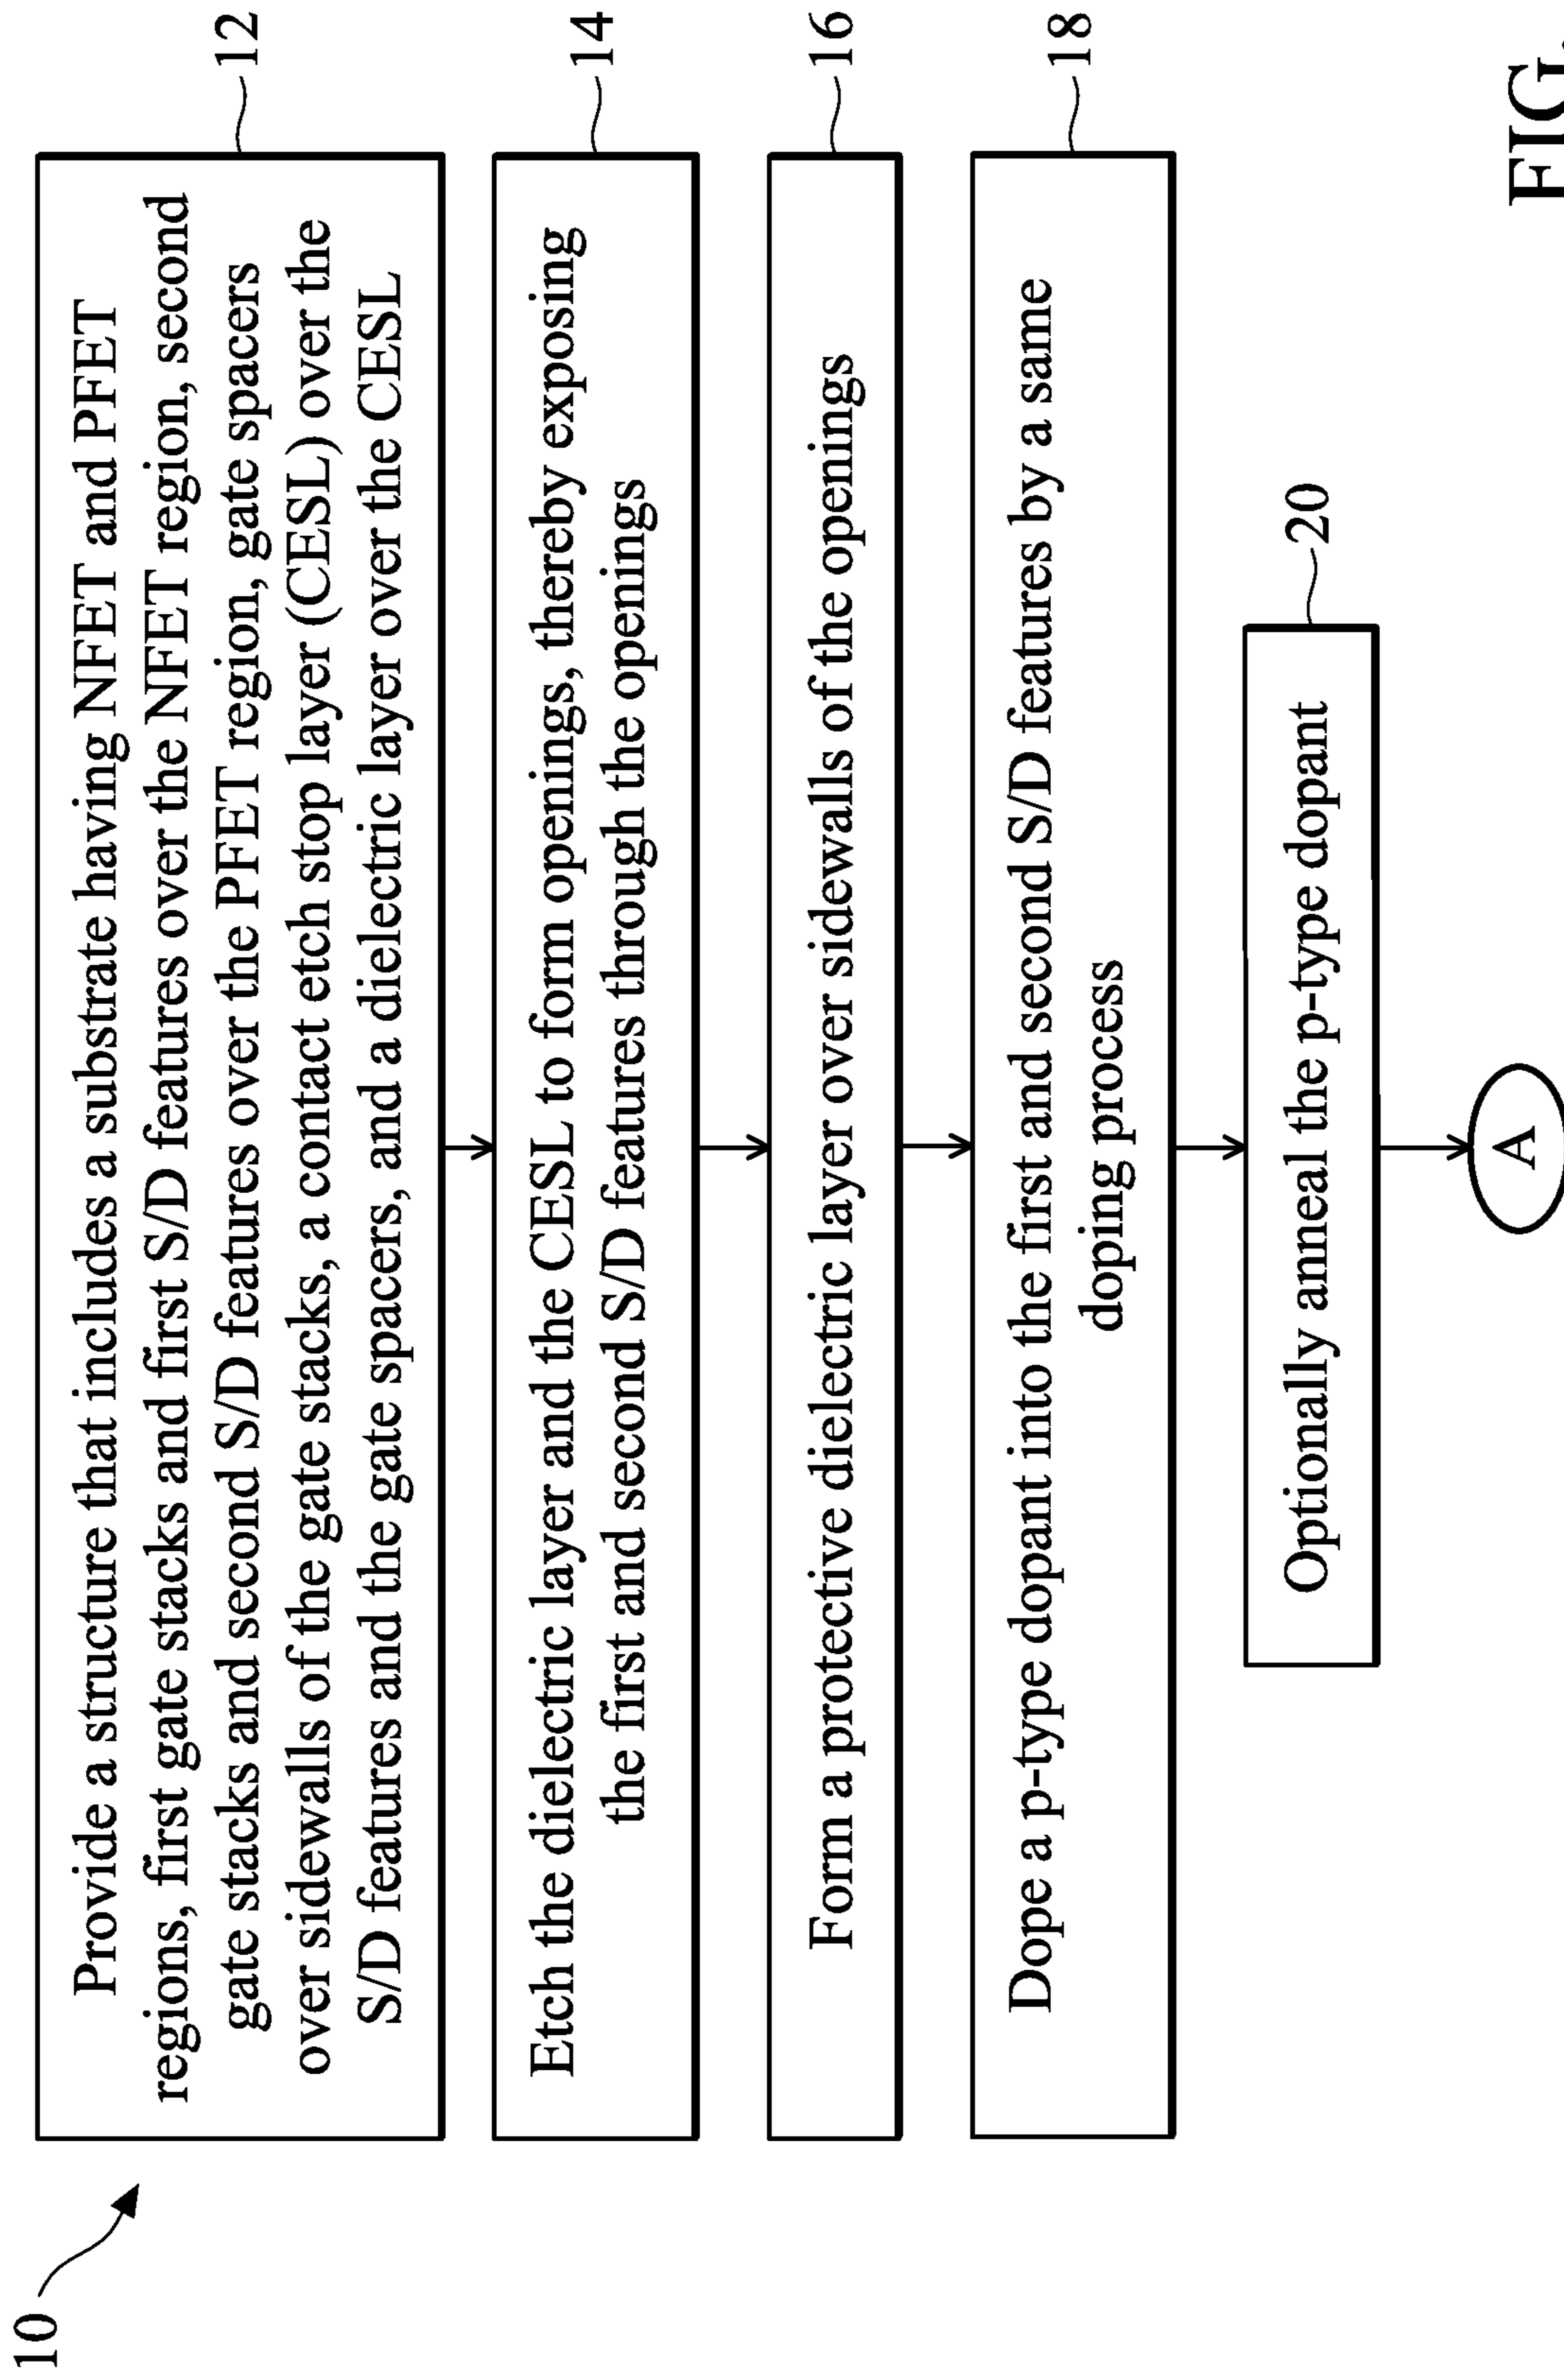 10
Provide a structure that includes a substrate having NFET and PFET
regions, first gate stacks and first S/D features over the NFET region, second
gate stacks and second S/D features over the PFET region, gate spacers
over sidewalls of the gate stacks, a contact etch stop layer (CESL) over the
S/D features and the gate spacers, and a dielectric layer over the CESL
12
Etch the dielectric layer and the CESL to form openings, thereby exposing
the first and second S/D features through the openings
14
Form a protective dielectric layer over sidewalls of the openings
16
Dope a p-type dopant into the first and second S/D features by a same
doping process
18
Optionally anneal the p-type dopant
20
A
FIG.